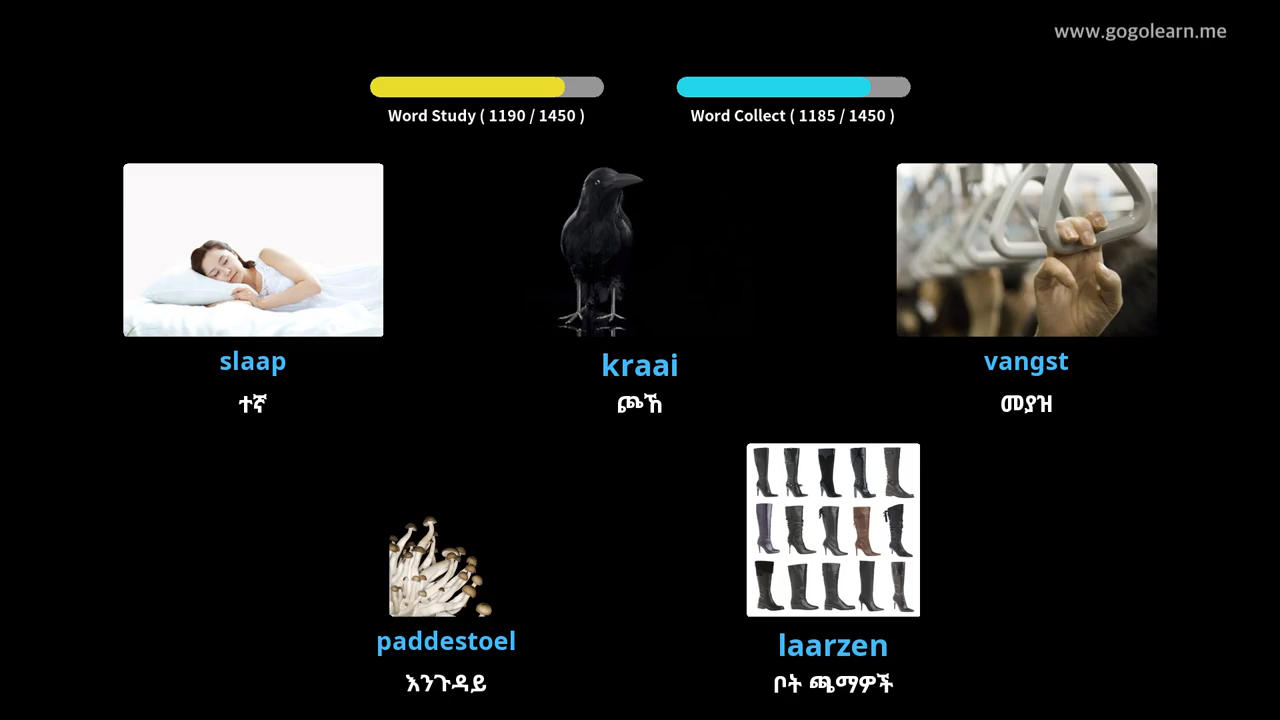 www.gogolearn.me
Word Study ( 1190 / 1450 )
Word Collect ( 1185 / 1450 )
slaap
kraai
vangst
ተኛ
ጮኸ
መያዝ
paddestoel
laarzen
እንጉዳይ
ቦት ጫማዎች